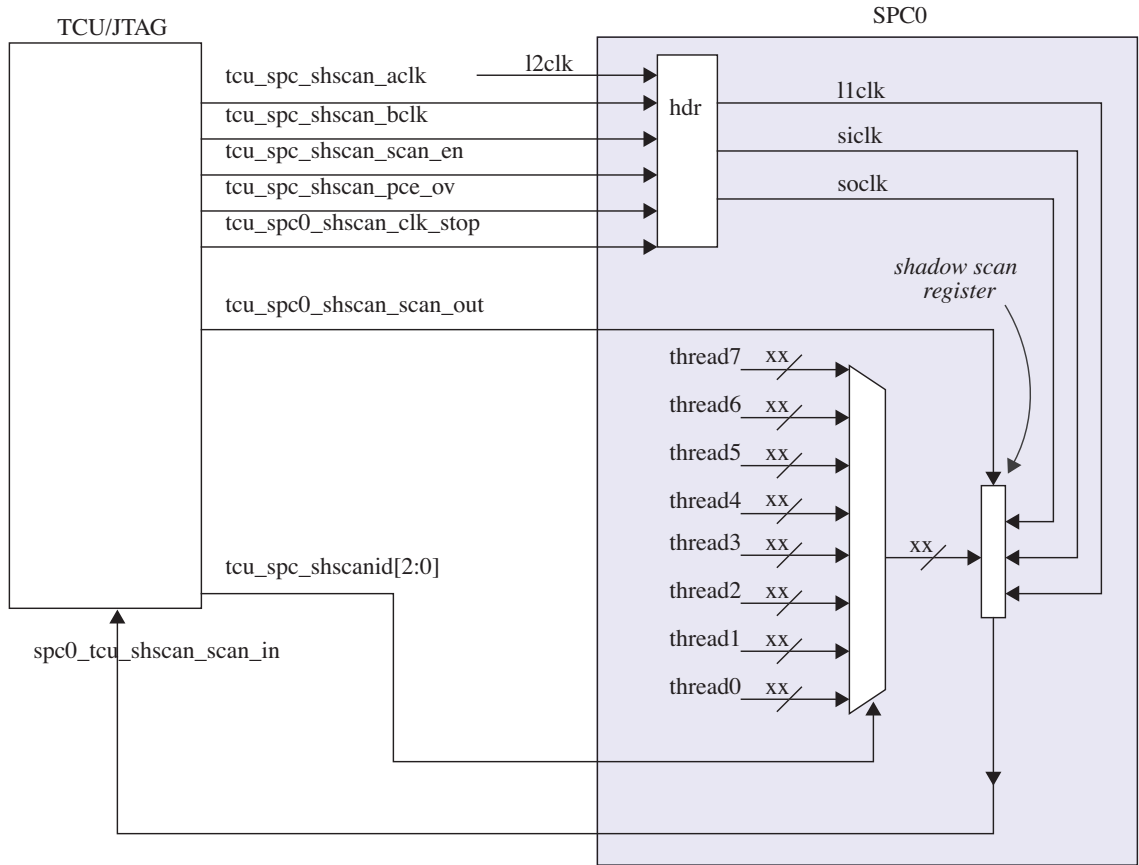 SPC0
TCU/JTAG
tcu_spc_shscan_aclk
l2clk
tcu_spc_shscan_bclk
tcu_spc_shscan_scan_en
tcu_spc_shscan_pce_ov
tcu_spc0_shscan_clk_stop
hdr
l1clk
siclk
soclk
shadow scan
register
tcu_spc0_shscan_scan_out
thread7 xx
thread6 xx
thread5 xx
thread4 xx
thread3 xx
thread2 xx
thread1 xx
thread0 xx
xx
tcu_spc_shscanid[2:0]
spc0_tcu_shscan_scan_in